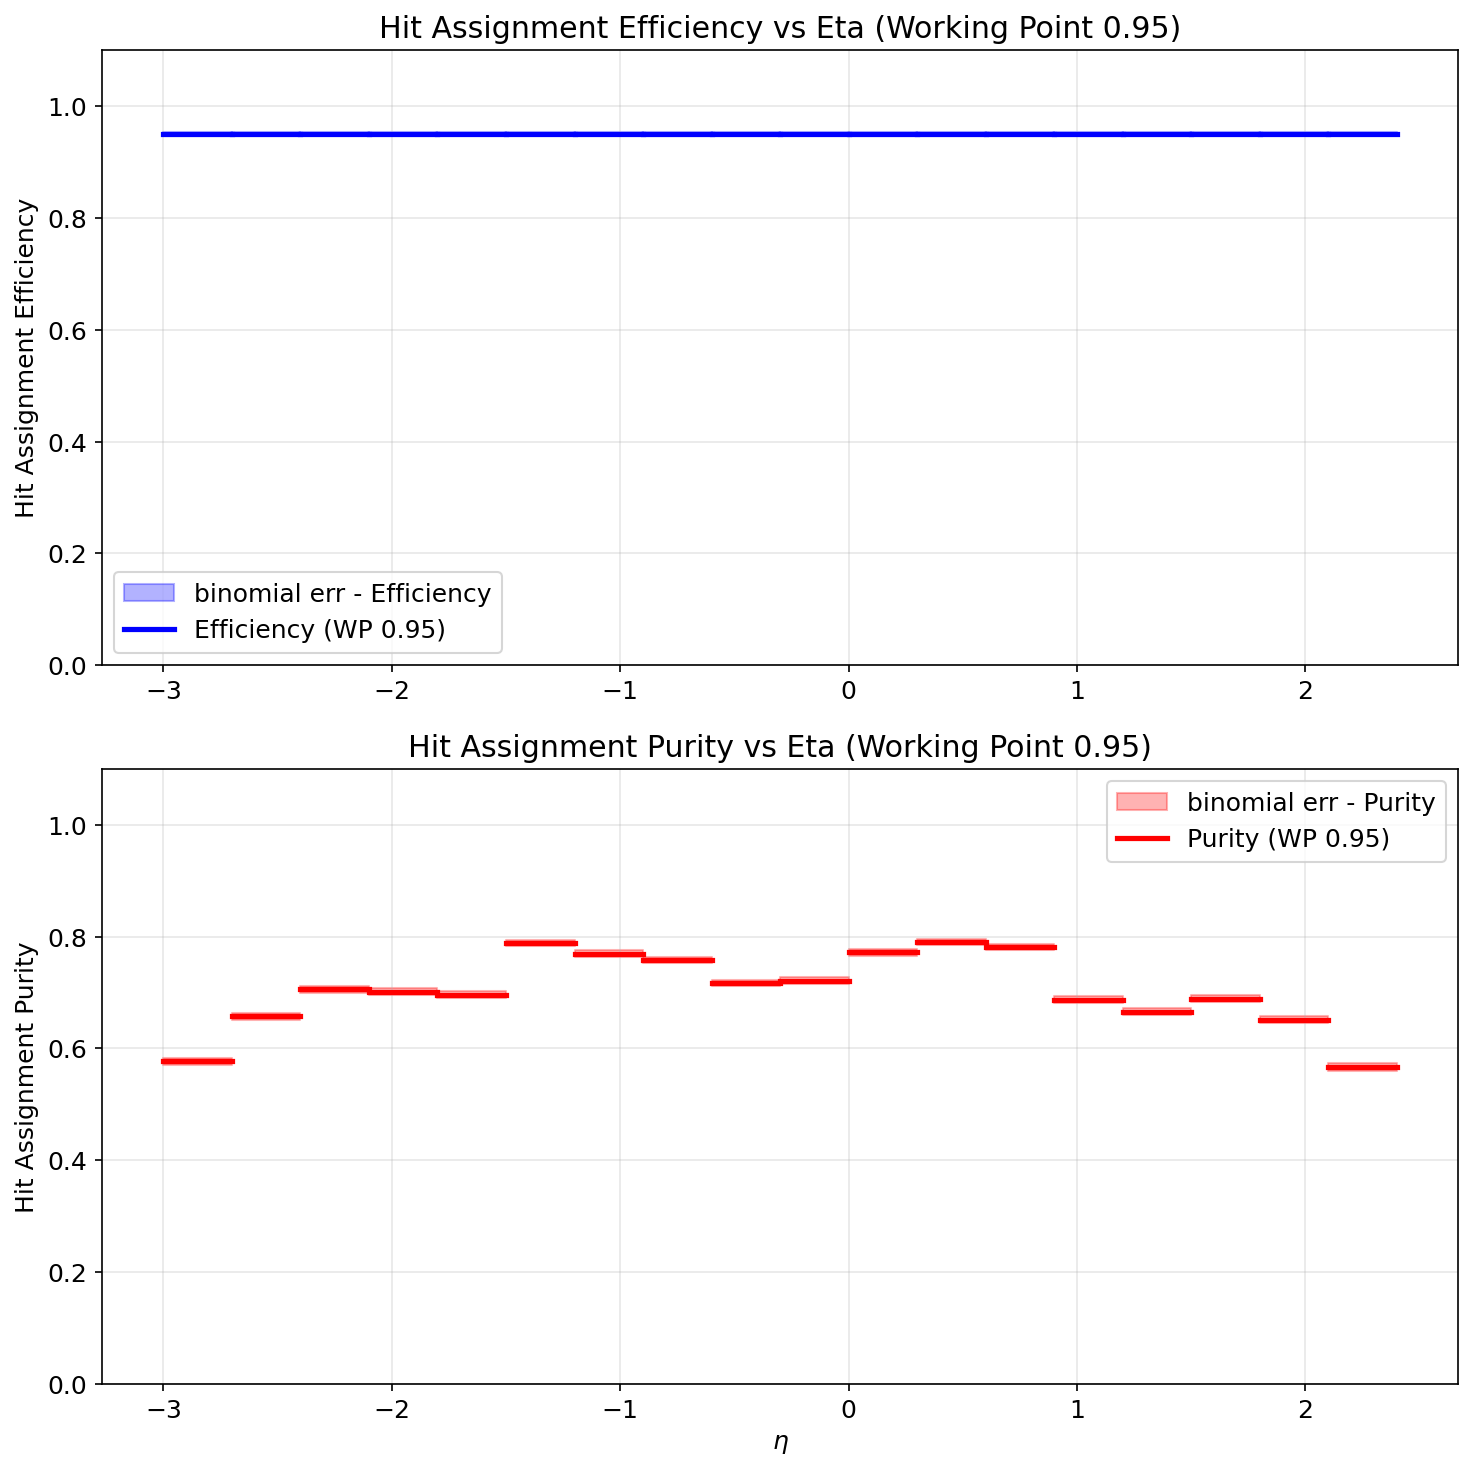 Hit Assignment Efficiency vs Eta (Working Point 0.95)
Hit Assignment Efficiency
1.0
0.8
0.6
0.4
0.2
0.0
binomial err - Efficiency
Efficiency (WP 0.95)
−3 −2 −1 0 1 2
Hit Assignment Purity vs Eta (Working Point 0.95)
Hit Assignment Purity
1.0
0.8
0.6
0.4
0.2
0.0
binomial err - Purity
Purity (WP 0.95)
−3 −2 −1 0 1 2
η